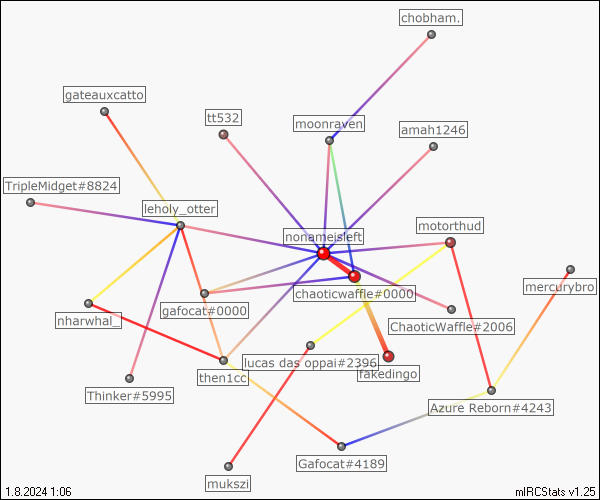 chobham.
gateauxcatto
tt532
moonraven
amah1246
TripleMidget#8824
leholy_otter
motorthud
nonameisleft
mercurybro
chaoticwaffle#0000
gafocat#0000
nharwhal_
ChaoticWaffle#2006
lucas das oppai#2396
fakedingo
then1cc
Thinker#5995
Azure Reborn#4243
Gafocat#4189
mukszi
1.8.2024 1:06
mIRCStats v1.25